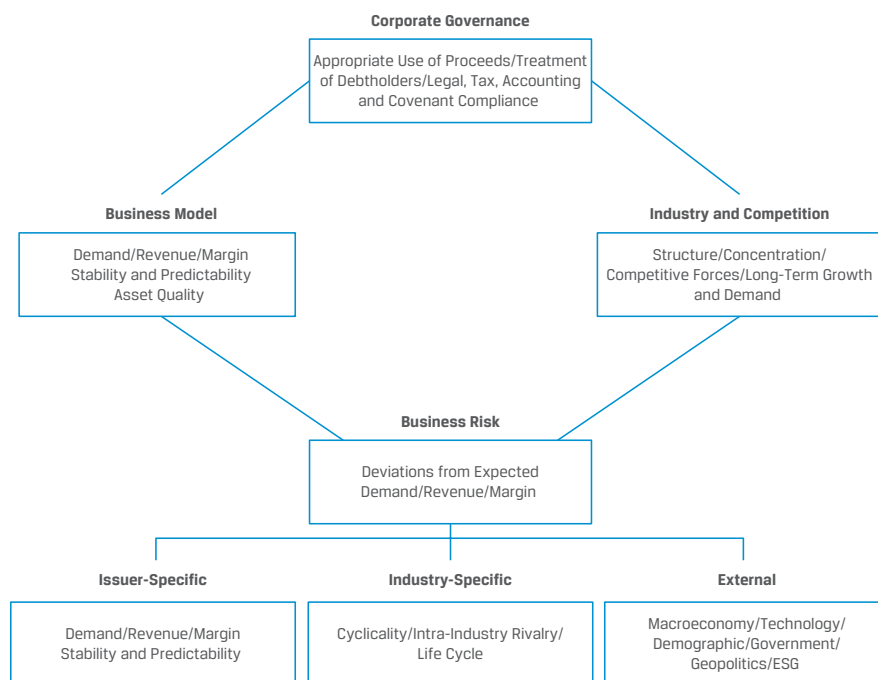 Corporate Governance
Appropriate Use of Proceeds/Treatment
of Debtholders/Legal, Tax, Accounting
and Covenant Compliance
Business Model
Demand/Revenue/Margin
Stability and Predictability
Asset Quality
Industry and Competition
Structure/Concentration/
Competitive Forces/Long-Term Growth
and Demand
Business Risk
Deviations from Expected
Demand/Revenue/Margin
Issuer-Specific
Demand/Revenue/Margin
Stability and Predictability
Industry-Specific
Cyclicality/Intra-Industry Rivalry/
Life Cycle
External
Macroeconomy/Technology/
Demographic/Government/
Geopolitics/ESG